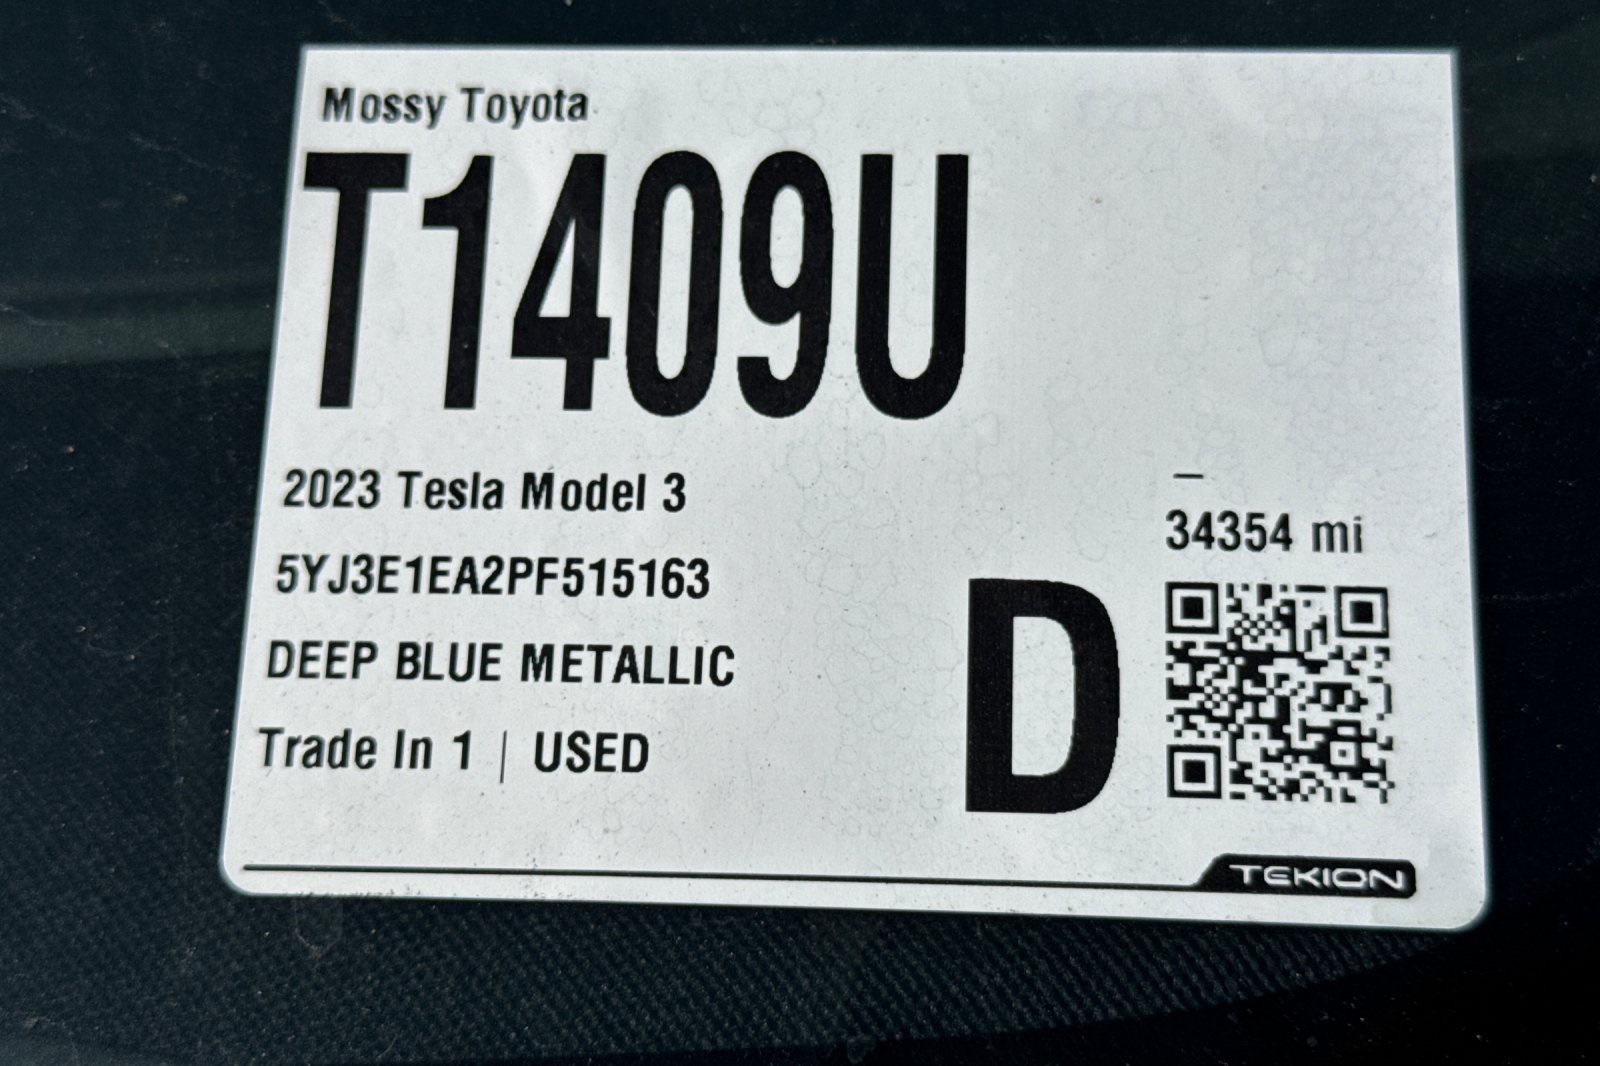 Mossy Toyota
T1409U
2023 Tesla Model 3
5YJ3E1EA2PF515163
DEEP BLUE METALLIC
Trade In 1 | USED
–
34354 mi
D
TEKION